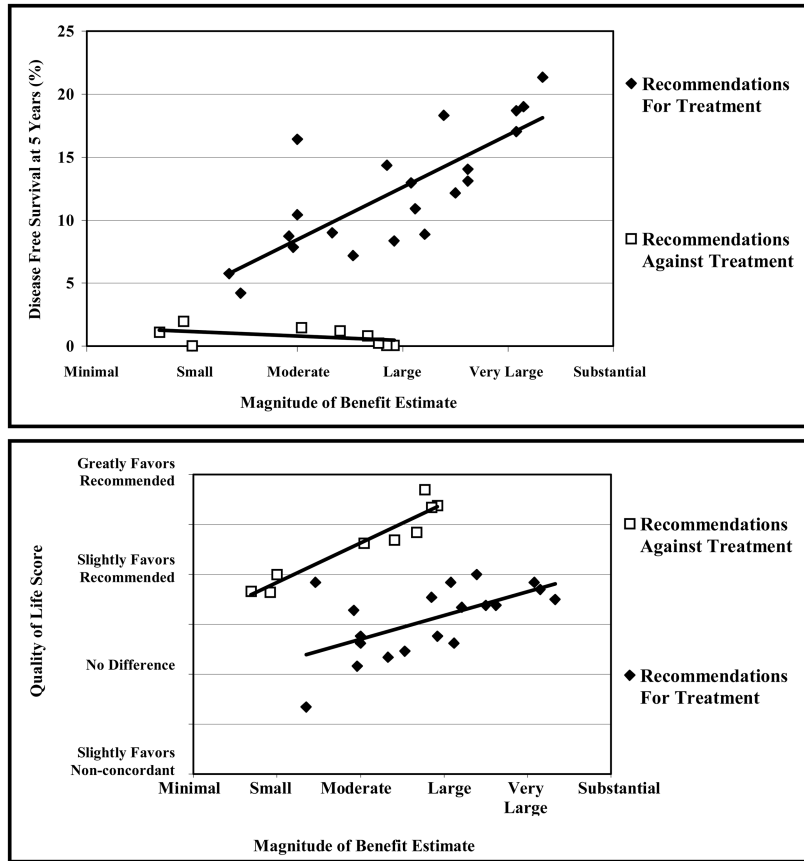 25
20
15
10
5
0
Disease Free Survival at 5 Years (%)
Minimal
Small
Moderate
Large
Very Large
Substantial
Magnitude of Benefit Estimate
Recommendations
For Treatment
Recommendations
Against Treatment
Greatly Favors
Recommended
Slightly Favors
Recommended
No Difference
Slightly Favors
Non-concordant
Quality of Life Score
Minimal
Small
Moderate
Large
Very
Large
Substantial
Magnitude of Benefit Estimate
Recommendations
Against Treatment
Recommendations
For Treatment